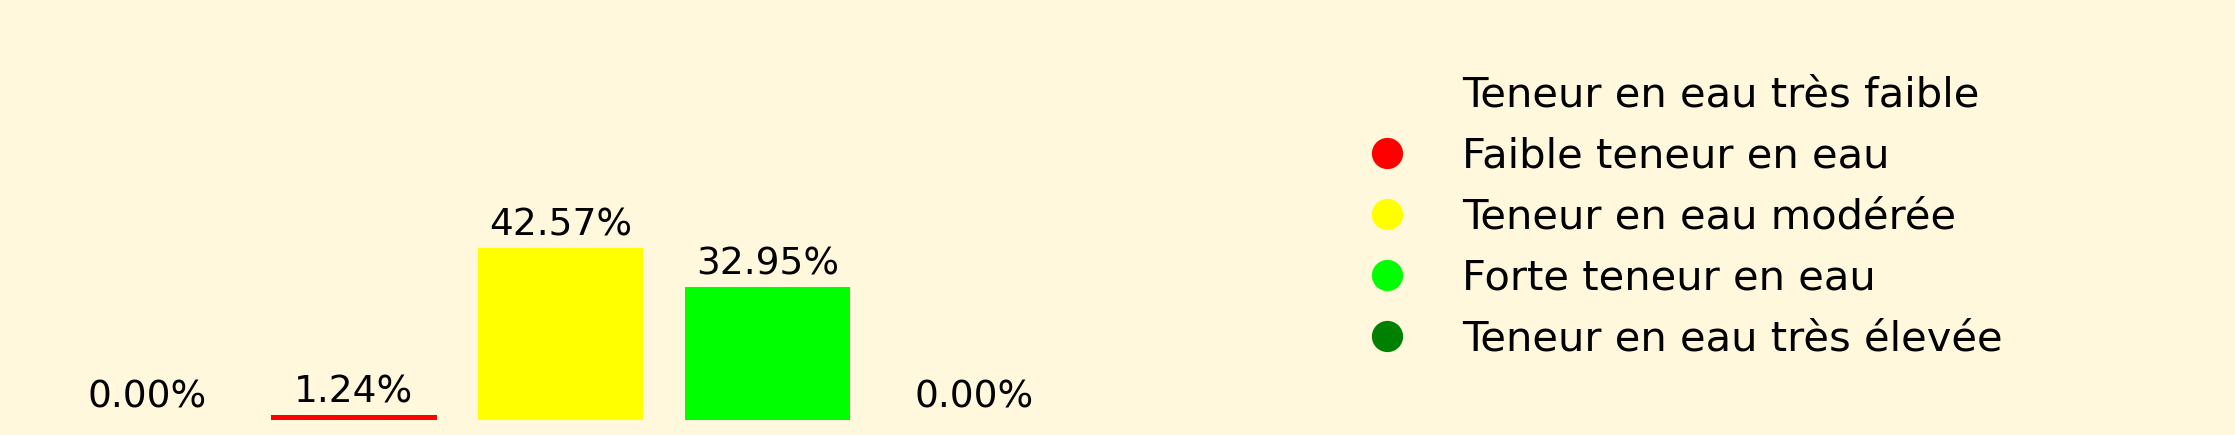 0.00%
1.24%
42.57%
32.95%
0.00%
Teneur en eau très faible
Faible teneur en eau
Teneur en eau modérée
Forte teneur en eau
Teneur en eau très élevée